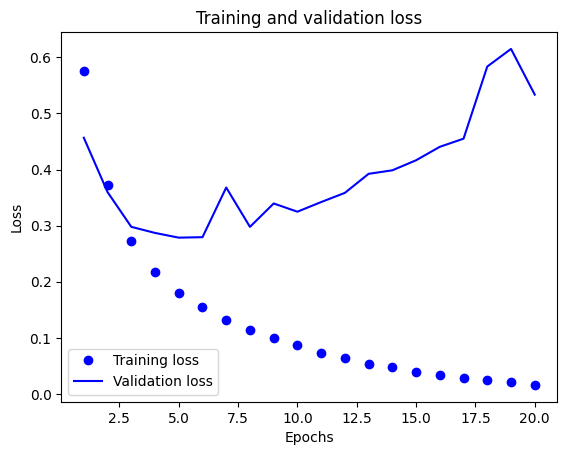 Training and validation loss
0.6
0.5
0.4
0.3
0.2
0.1
0.0
Loss
Training loss
Validation loss
2.5 5.0 7.5 10.0 12.5 15.0 17.5 20.0
Epochs